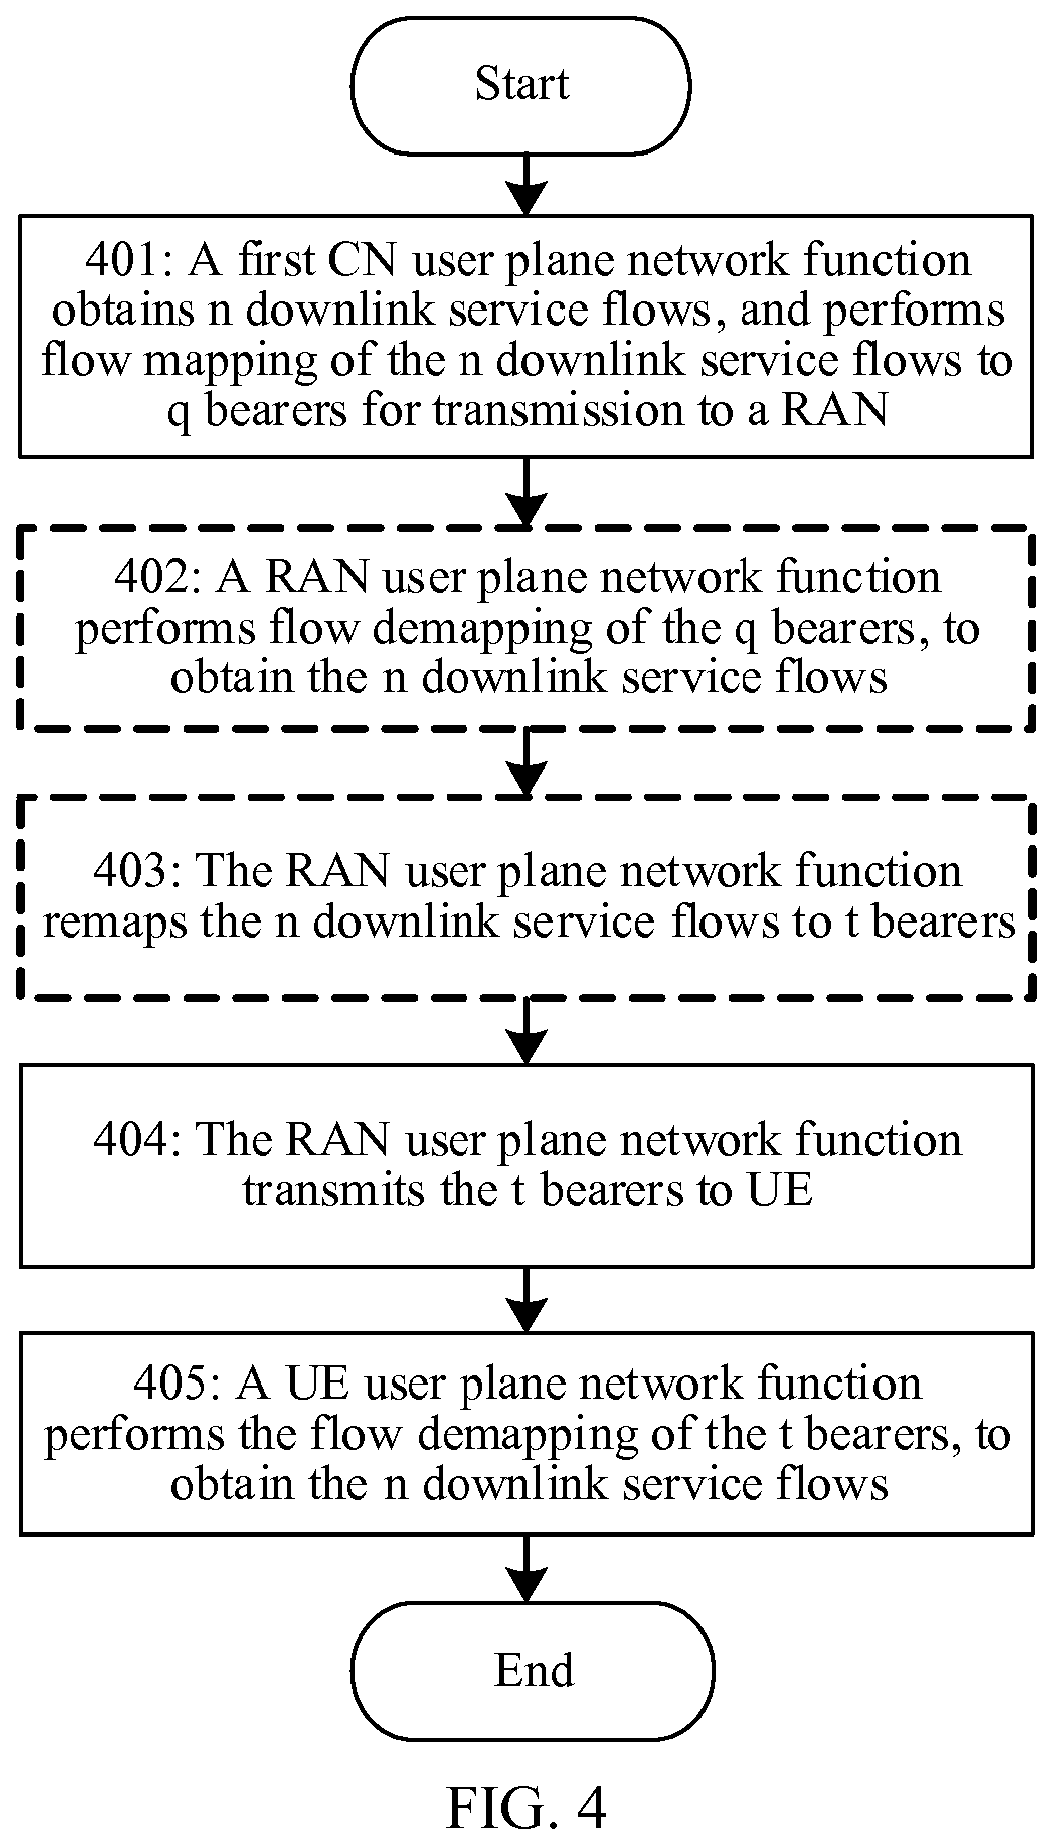 Start
401: A first CN user plane network function
obtains n downlink service flows, and performs
flow mapping of the n downlink service flows to
q bearers for transmission to a RAN
402: A RAN user plane network function
performs flow demapping of the q bearers, to
obtain the n downlink service flows
403: The RAN user plane network function
remaps the n downlink service flows to t bearers
404: The RAN user plane network function
transmits the t bearers to UE
405: A UE user plane network function
performs the flow demapping of the t bearers, to
obtain the n downlink service flows
End
FIG. 4